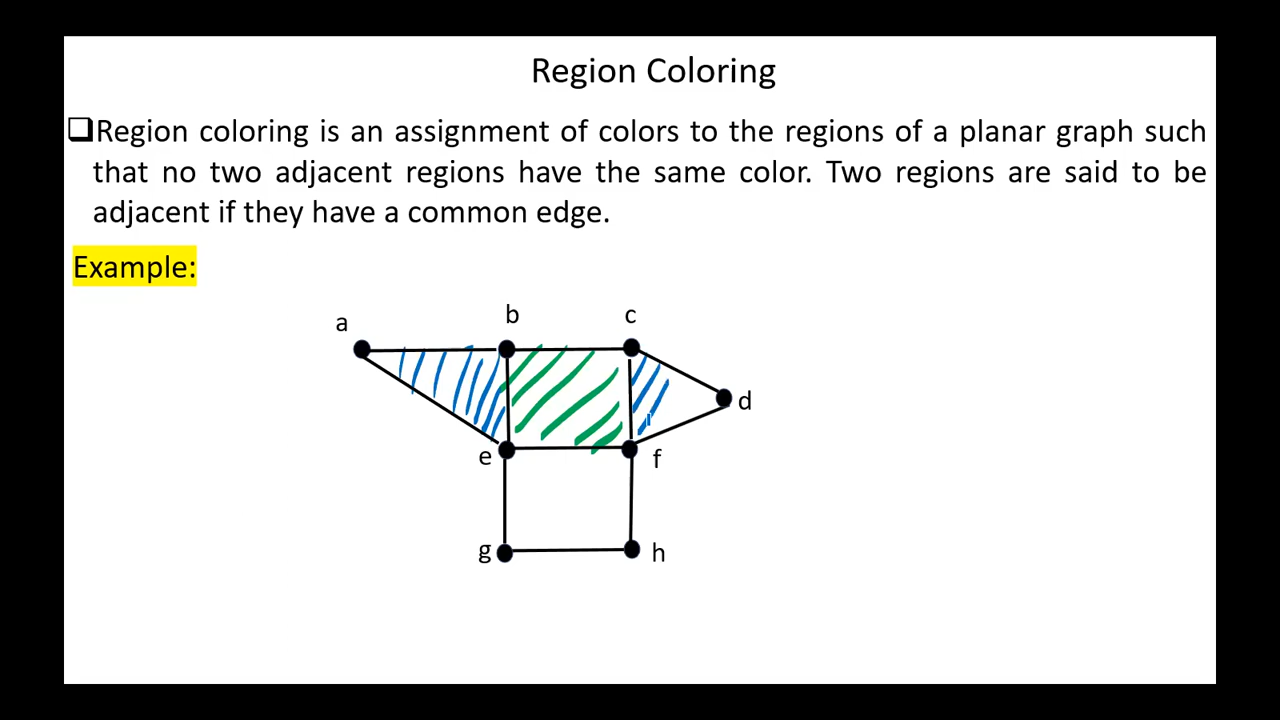 Region Coloring
❑Region coloring is an assignment of colors to the regions of a planar graph such
that no two adjacent regions have the same color. Two regions are said to be
adjacent if they have a common edge.
Example:
a b c
d
e f
g h